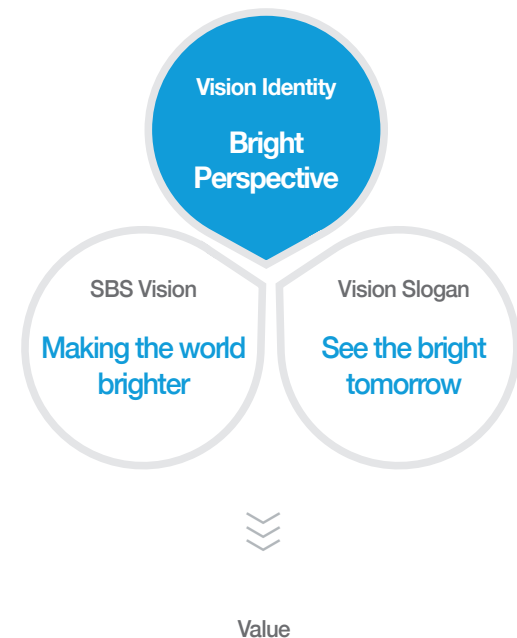 Vision Identity
Bright
Perspective
SBS Vision
Making the world
brighter
Vision Slogan
See the bright
tomorrow
Value